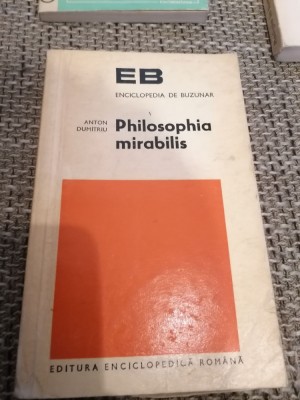 EB
ENCICLOPEDIA DE BUZUNAR
ANTON
DUMITRIU
Philosophia
mirabilis
EDITURA ENCICLOPEDICĂ ROMÂNĂ